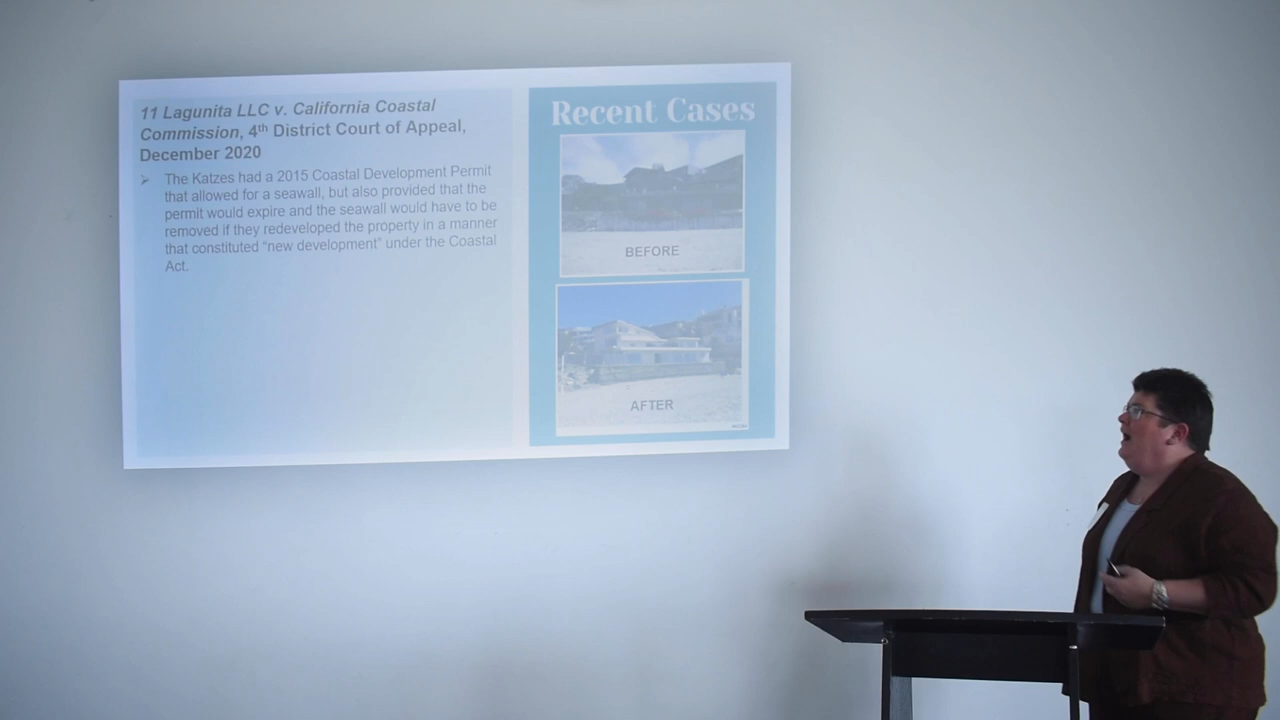 11 Lagunita LLC v. California Coastal
Commission, 4th District Court of Appeal,
December 2020
➢ The Katzes had a 2015 Coastal Development Permit
that allowed for a seawall, but also provided that the
permit would expire and the seawall would have to be
removed if they redeveloped the property in a manner
that constituted “new development” under the Coastal
Act.
Recent Cases
BEFORE
AFTER